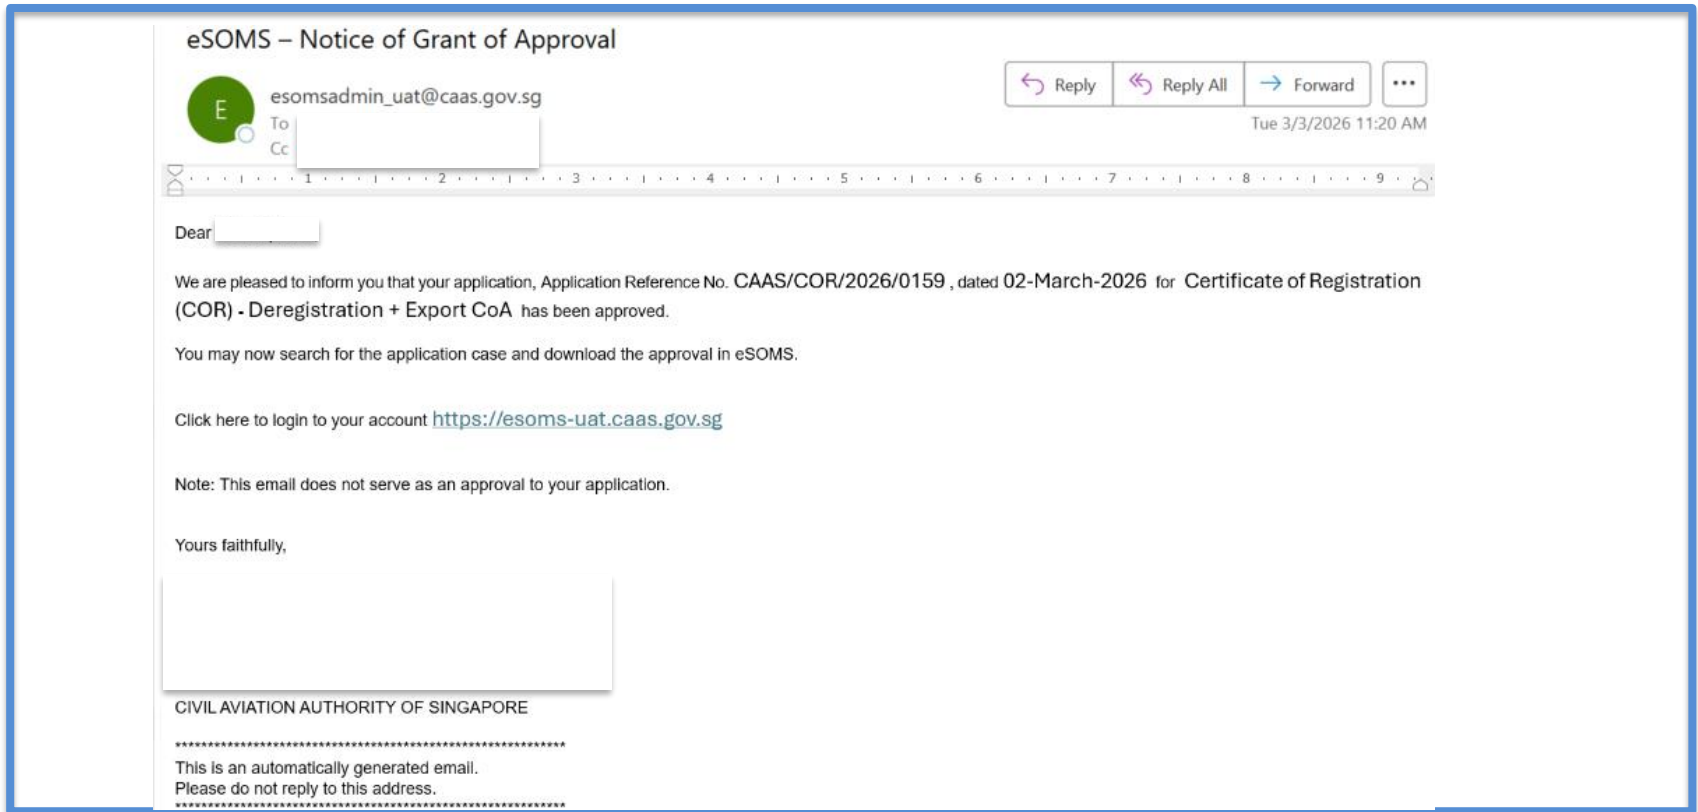 eSOMS – Notice of Grant of Approval
E
esomsadmin_uat@caas.gov.sg
To
Cc
Reply
Reply All
Forward
...
Tue 3/3/2026 11:20 AM
1 2 3 4 5 6 7 8 9
Dear
We are pleased to inform you that your application, Application Reference No. CAAS/COR/2026/0159 , dated 02-March-2026 for Certificate of Registration
(COR) - Deregistration + Export CoA has been approved.
You may now search for the application case and download the approval in eSOMS.
Click here to login to your account https://esoms-uat.caas.gov.sg
Note: This email does not serve as an approval to your application.
Yours faithfully,
CIVIL AVIATION AUTHORITY OF SINGAPORE
************************************************************
This is an automatically generated email.
Please do not reply to this address.
************************************************************